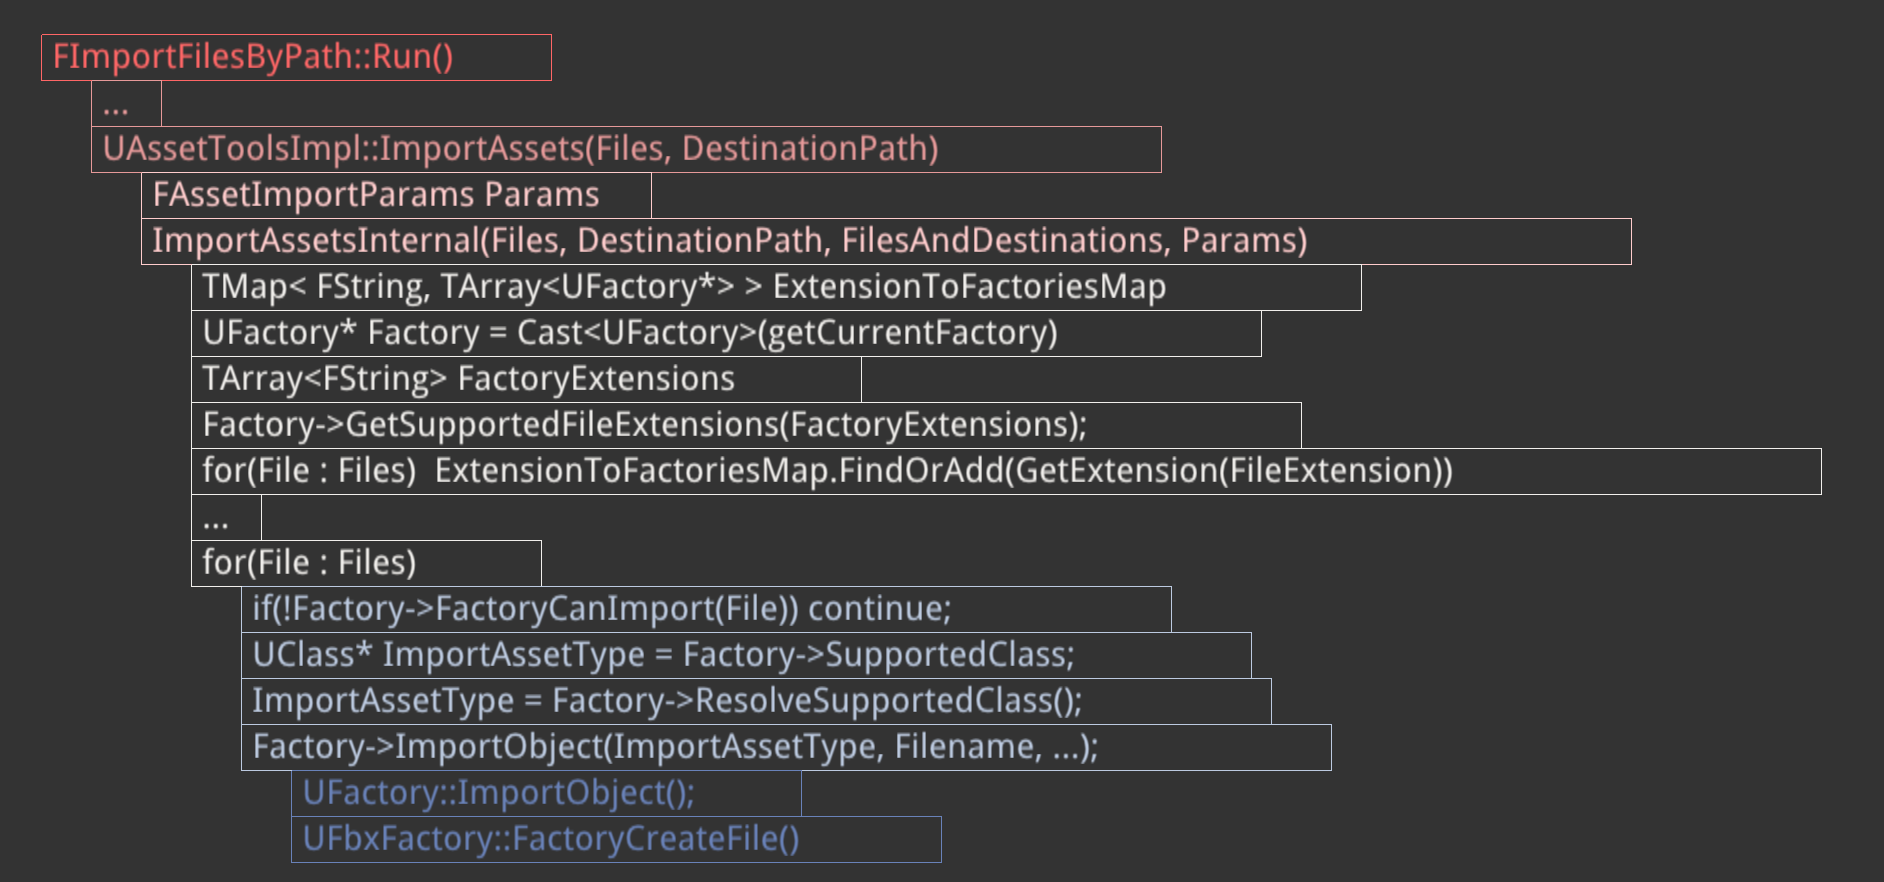 FImportFilesByPath::Run()
...
UAssetToolsImpl::ImportAssets(Files, DestinationPath)
FAssetImportParams Params
ImportAssetsInternal(Files, DestinationPath, FilesAndDestinations, Params)
TMap< FString, TArray<UFactory*> > ExtensionToFactoriesMap
UFactory* Factory = Cast<UFactory>(getCurrentFactory)
TArray<FString> FactoryExtensions
Factory->GetSupportedFileExtensions(FactoryExtensions);
for(File : Files)  ExtensionToFactoriesMap.FindOrAdd(GetExtension(FileExtension))
...
for(File : Files)
if(!Factory->FactoryCanImport(File)) continue;
UClass* ImportAssetType = Factory->SupportedClass;
ImportAssetType = Factory->ResolveSupportedClass();
Factory->ImportObject(ImportAssetType, Filename, ...);
UFactory::ImportObject();
UFbxFactory::FactoryCreateFile()